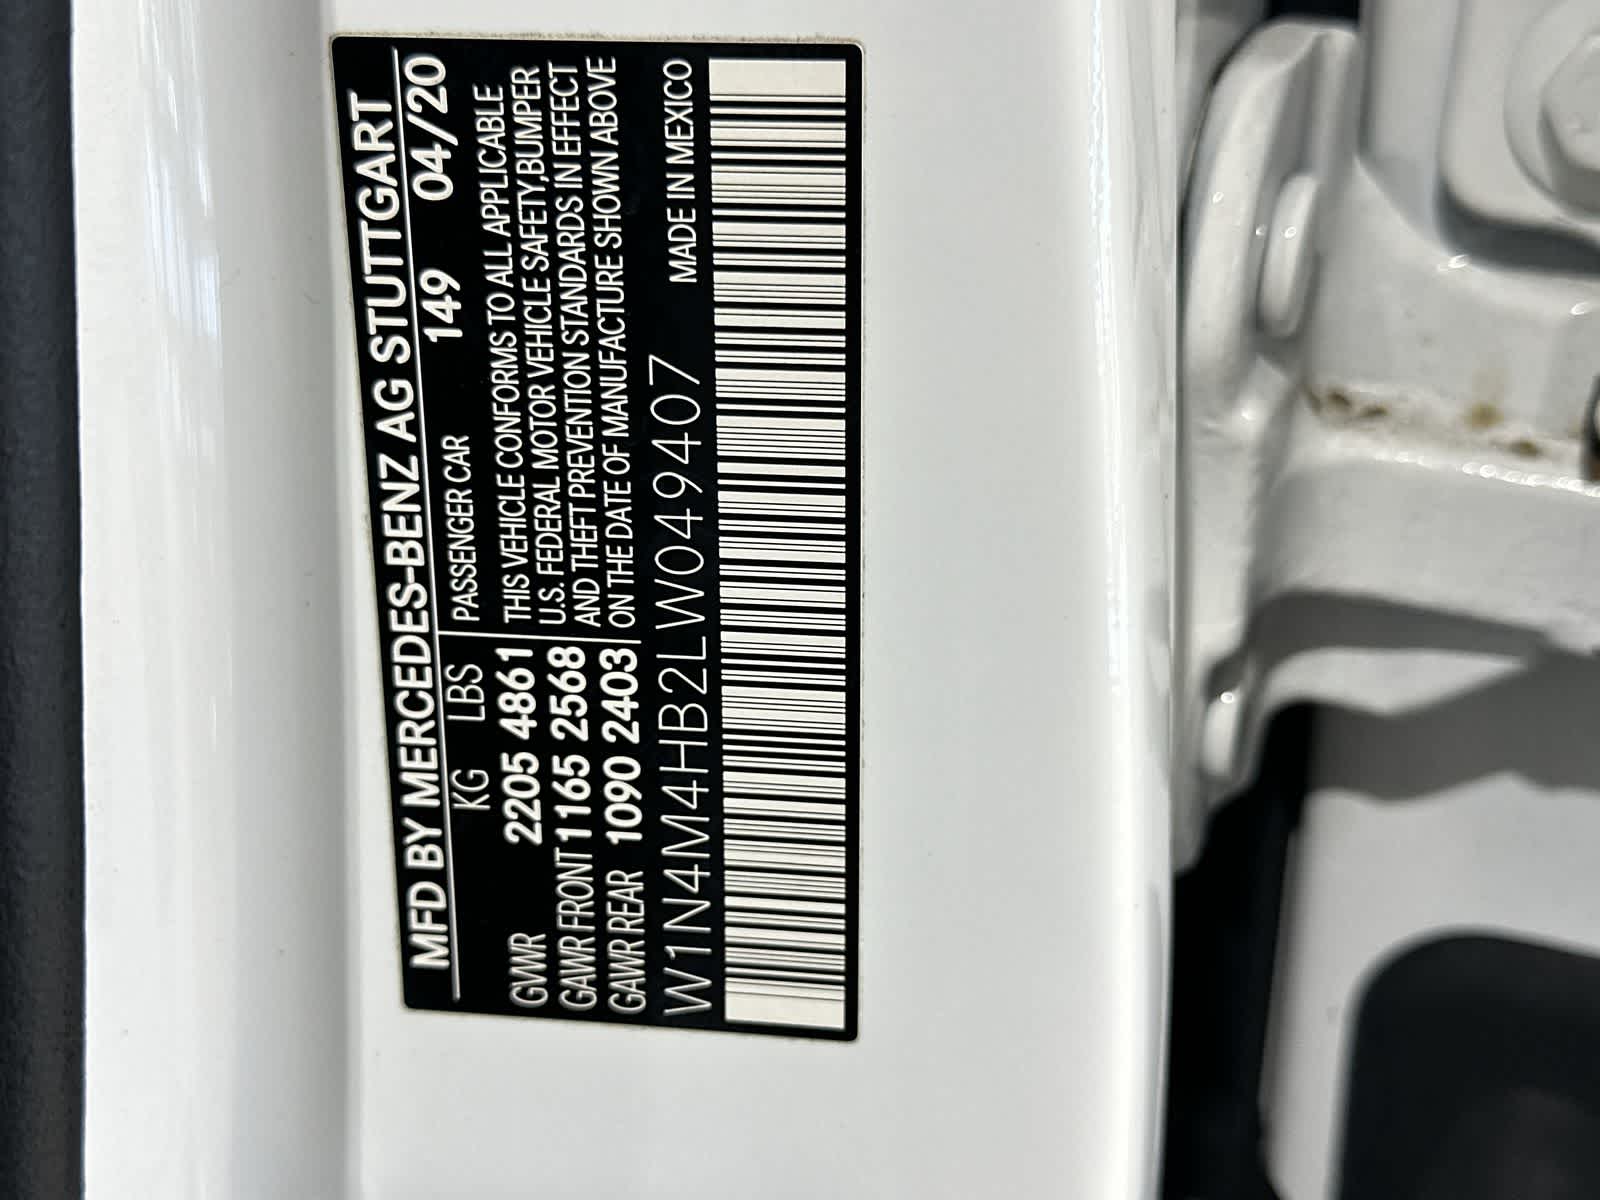 MFD BY MERCEDES-BENZ AG STUTTGART
149 04/20
KG LBS PASSENGER CAR
GVWR 2205 4861
GAWR FRONT 1165 2568
GAWR REAR 1090 2403
THIS VEHICLE CONFORMS TO ALL APPLICABLE
U.S. FEDERAL MOTOR VEHICLE SAFETY,BUMPER
AND THEFT PREVENTION STANDARDS IN EFFECT
ON THE DATE OF MANUFACTURE SHOWN ABOVE
W1N4M4HB2LW049407
MADE IN MEXICO